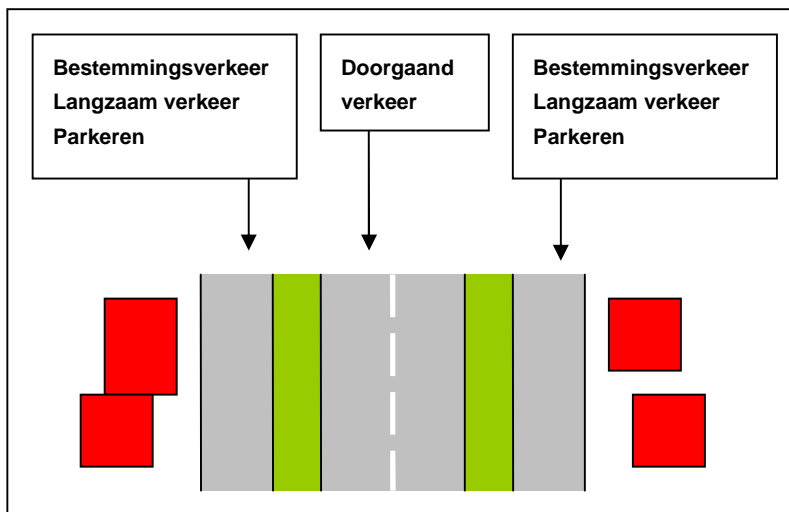 Bestemmingsverkeer
Langzaam verkeer
Parkeren
Doorgaand
verkeer
Bestemmingsverkeer
Langzaam verkeer
Parkeren